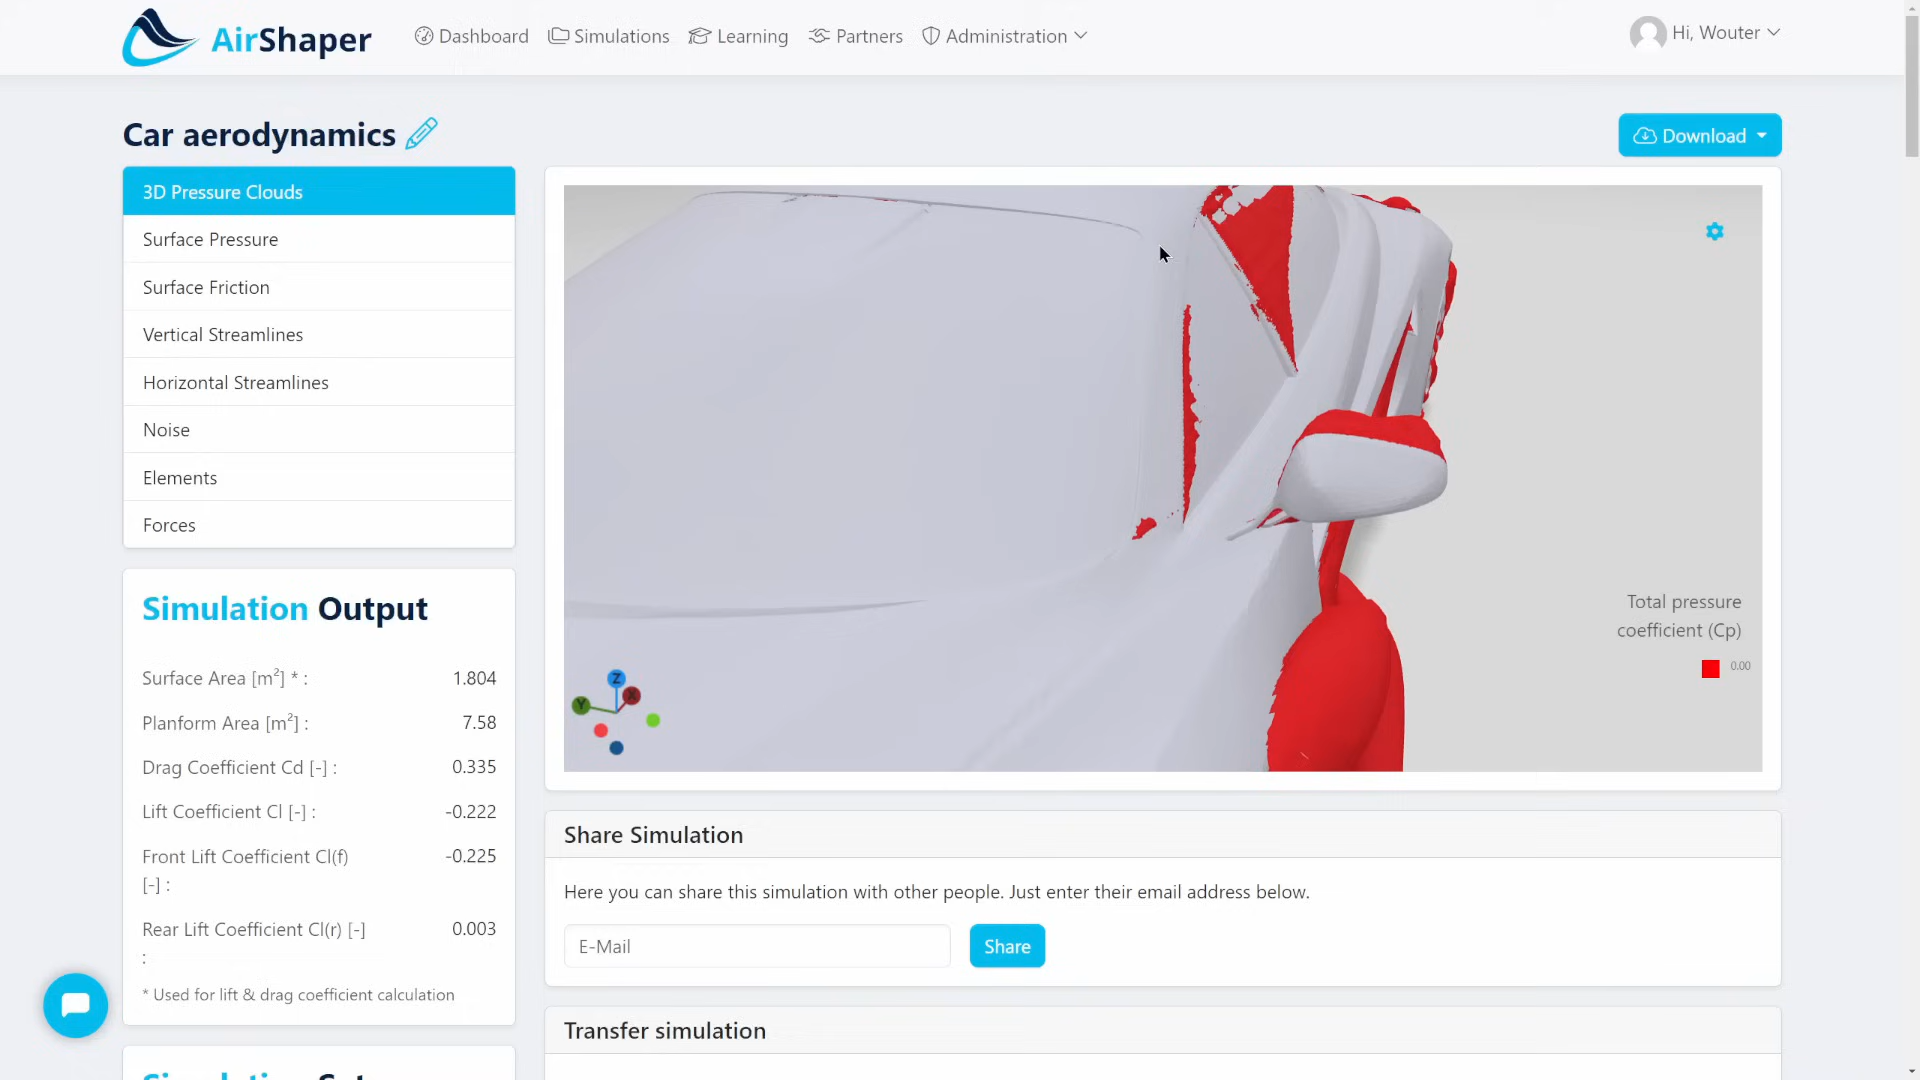 AirShaper
Dashboard
Simulations
Learning
Partners
Administration
Hi, Wouter
Car aerodynamics
Download
3D Pressure Clouds
Surface Pressure
Surface Friction
Vertical Streamlines
Horizontal Streamlines
Noise
Elements
Forces
Z
X
Y
Total pressure
coefficient (Cp)
0.00
Simulation Output
Surface Area [m²] * : 1.804
Planform Area [m²] : 7.58
Drag Coefficient Cd [-] : 0.335
Lift Coefficient Cl [-] : -0.222
Front Lift Coefficient Cl(f) -0.225
[-] :
Rear Lift Coefficient Cl(r) [-] 0.003
:
* Used for lift & drag coefficient calculation
Share Simulation
Here you can share this simulation with other people. Just enter their email address below.
E-Mail
Share
Transfer simulation